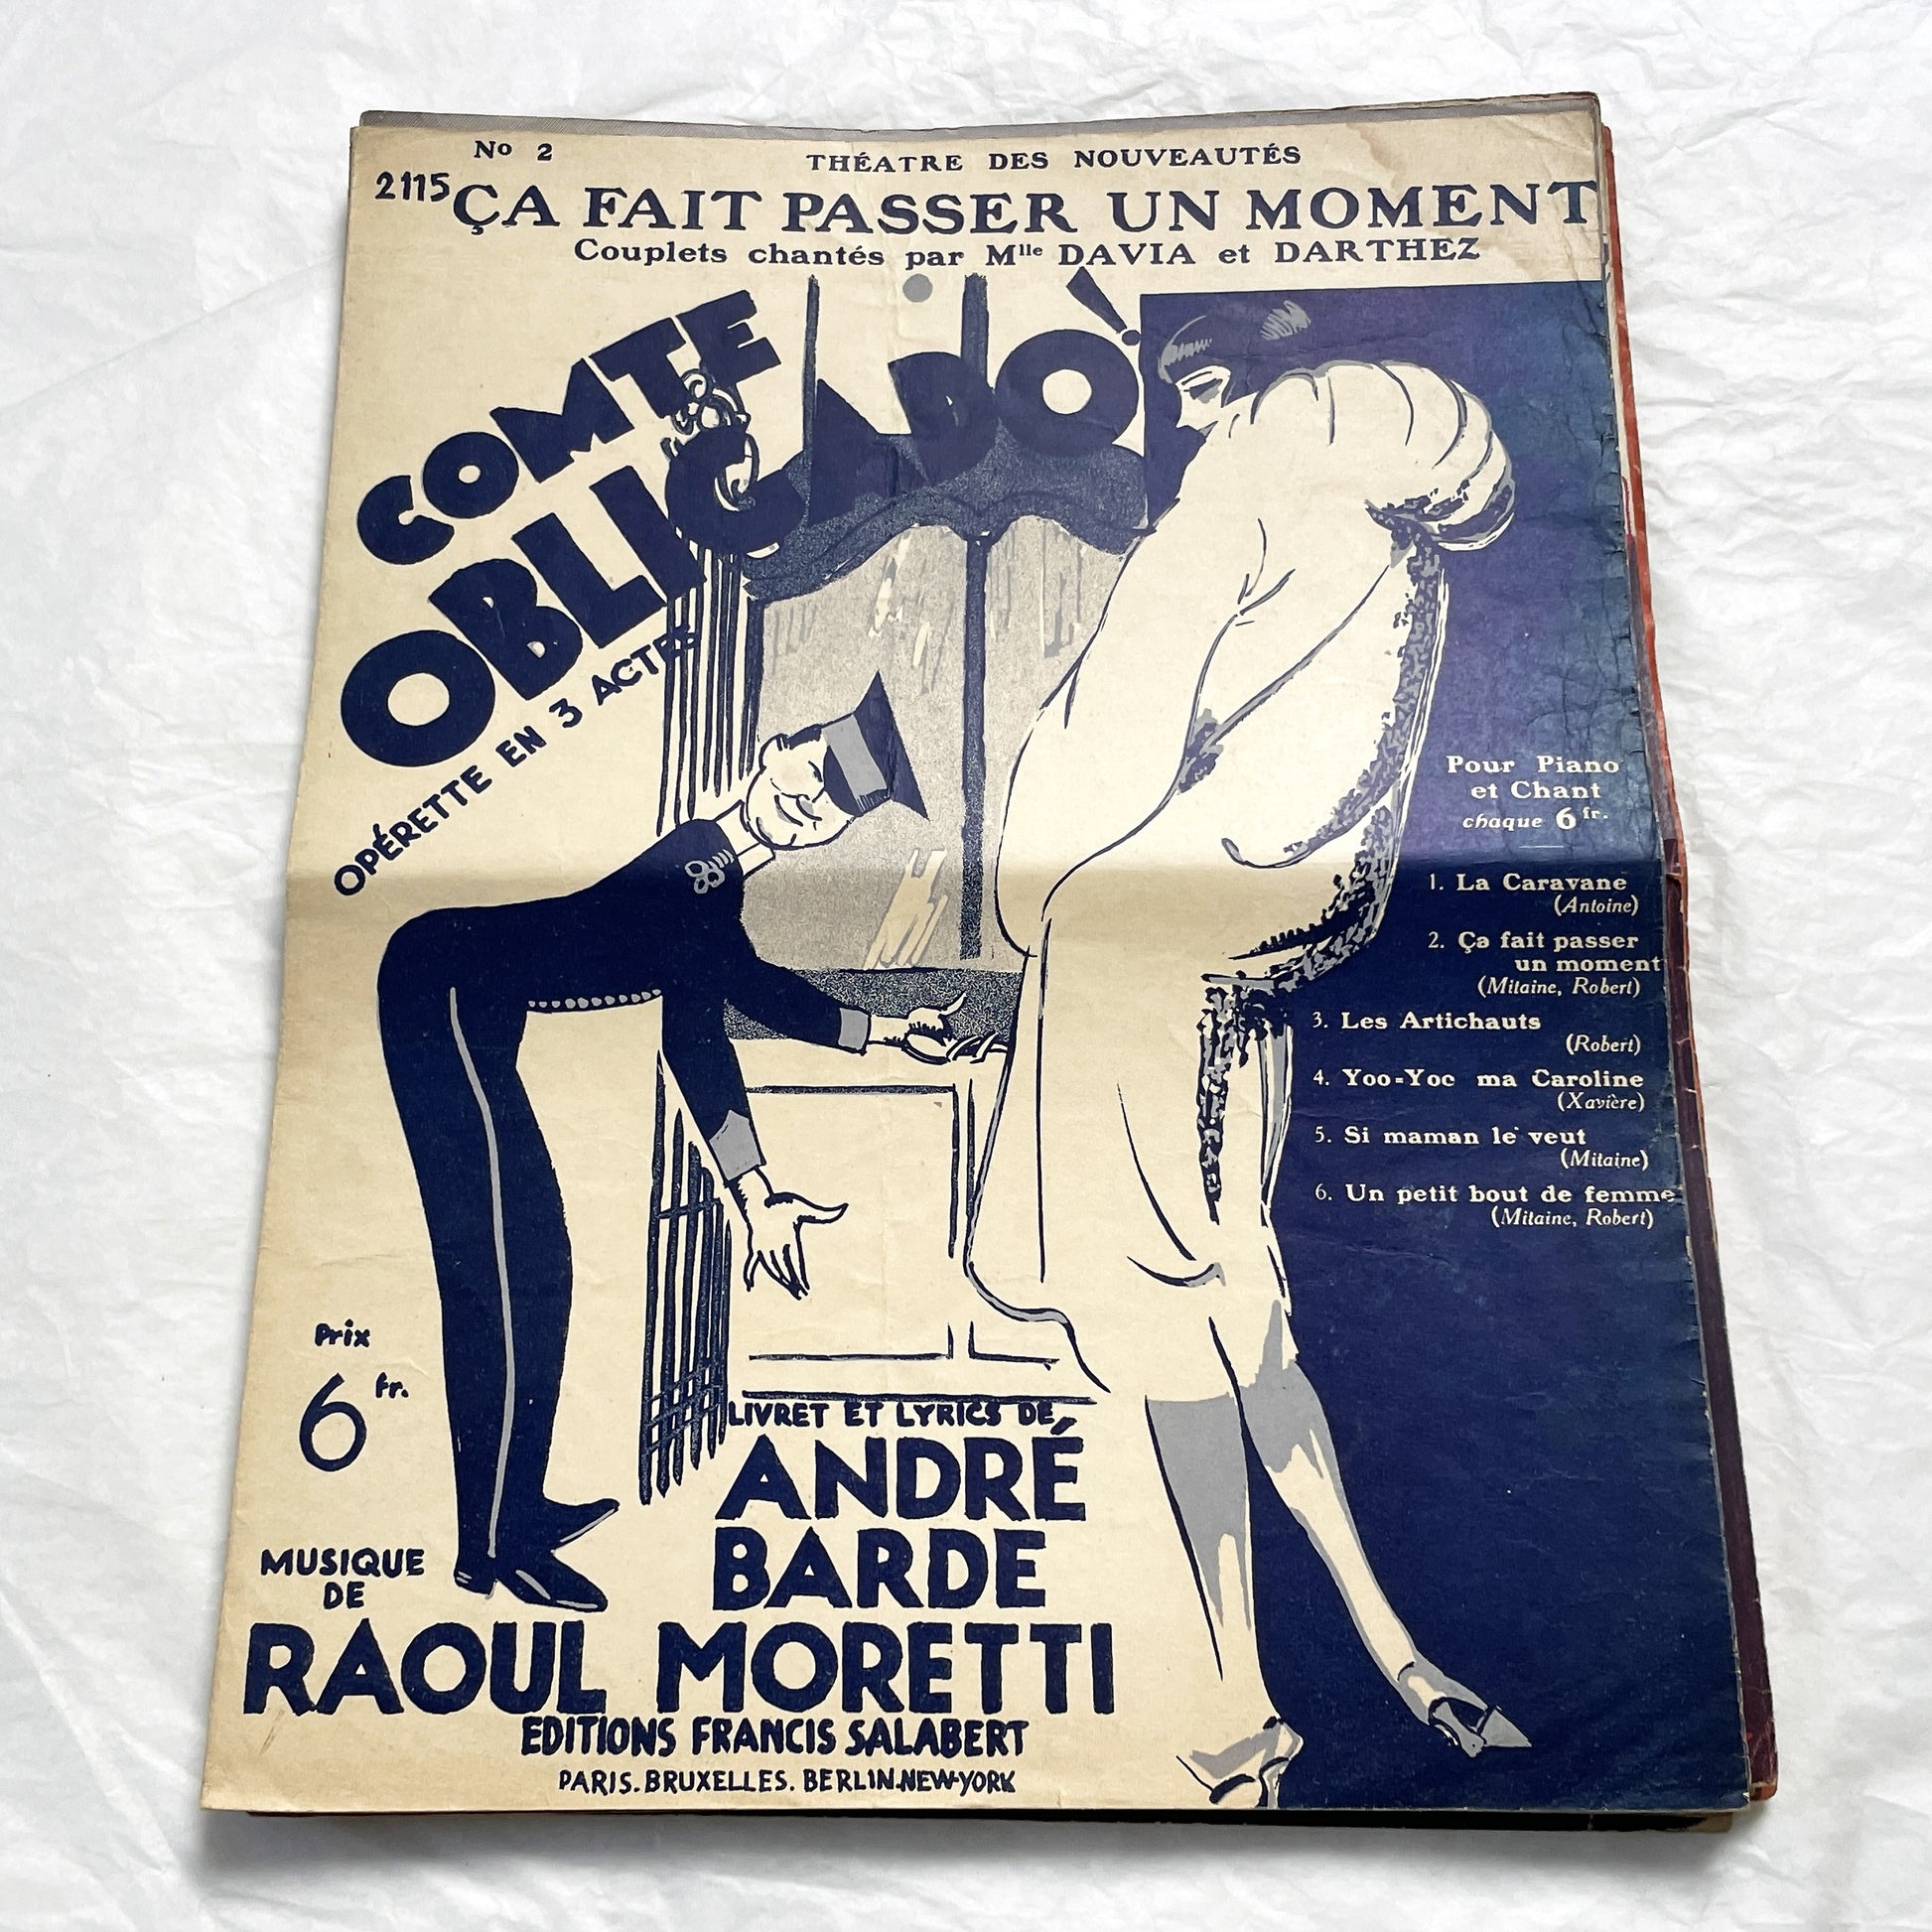 No 2
THÉATRE DES NOUVEAUTÉS
2115
ÇA FAIT PASSER UN MOMENT
Couplets chantés par Mlle DAVIA et DARTHEZ
COMTE
OBLIGADO!
OPÉRETTE EN 3 ACTES
Pour Piano
et Chant
chaque 6 fr.
1. La Caravane
(Antoine)
2. Ça fait passer
un moment
(Mitaine, Robert)
3. Les Artichauts
(Robert)
4. Yoo=Yoc ma Caroline
(Xavière)
5. Si maman le veut
(Mitaine)
6. Un petit bout de femme
(Mitaine, Robert)
Prix
6 fr.
LIVRET ET LYRICS DE
ANDRÉ
BARDE
MUSIQUE
DE
RAOUL MORETTI
EDITIONS FRANCIS SALABERT
PARIS. BRUXELLES. BERLIN. NEW-YORK